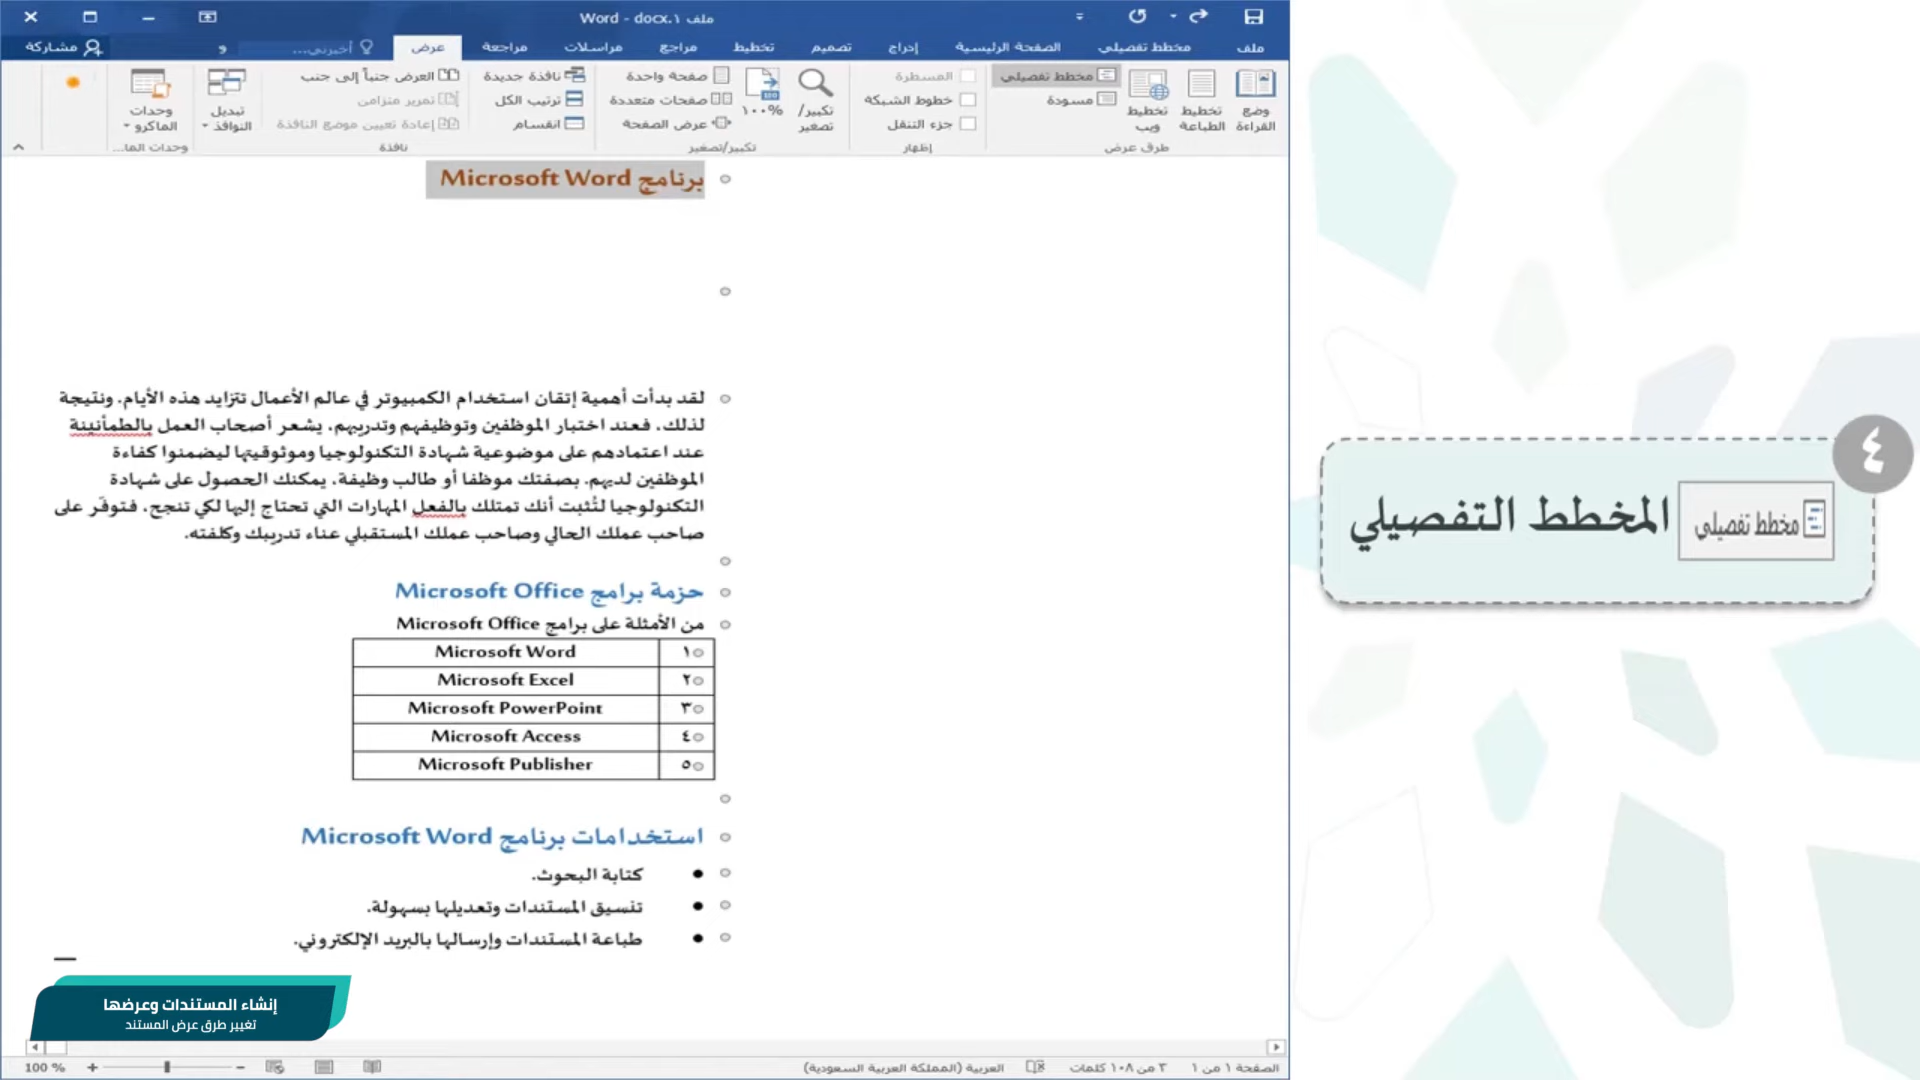 ملف ١.docx - Word
ملف
مخطط تفصيلي
الصفحة الرئيسية
إدراج
تصميم
تخطيط
مراجع
مراسلات
مراجعة
عرض
أخبرني...
و
مشاركة
وضع القراءة
تخطيط الطباعة
تخطيط ويب
مخطط تفصيلي
مسودة
طرق عرض
المسطرة
خطوط الشبكة
جزء التنقل
إظهار
تكبير/ تصغير
١٠٠%
صفحة واحدة
صفحات متعددة
عرض الصفحة
تكبير/تصغير
نافذة جديدة
ترتيب الكل
انقسام
العرض جنباً إلى جنب
تمرير متزامن
إعادة تعيين موضع النافذة
تبديل النوافذ
نافذة
وحدات الماكرو
وحدات الما...
برنامج Microsoft Word
لقد بدأت أهمية إتقان استخدام الكمبيوتر في عالم الأعمال تتزايد هذه الأيام. ونتيجة
لذلك، فعند اختبار الموظفين وتوظيفهم وتدريبهم، يشعر أصحاب العمل بالطمأنينة
عند اعتمادهم على موضوعية شهادة التكنولوجيا وموثوقيتها ليضمنوا كفاءة
الموظفين لديهم. بصفتك موظفا أو طالب وظيفة، يمكنك الحصول على شهادة
التكنولوجيا لتُثبت أنك تمتلك بالفعل المهارات التي تحتاج إليها لكي تنجح، فتوفّر على
صاحب عملك الحالي وصاحب عملك المستقبلي عناء تدريبك وكلفته.
حزمة برامج Microsoft Office
من الأمثلة على برامج Microsoft Office
١ Microsoft Word
٢ Microsoft Excel
٣ Microsoft PowerPoint
٤ Microsoft Access
٥ Microsoft Publisher
استخدامات برنامج Microsoft Word
• كتابة البحوث.
• تنسيق المستندات وتعديلها بسهولة.
• طباعة المستندات وإرسالها بالبريد الإلكتروني.
٤
مخطط تفصيلي المخطط التفصيلي
إنشاء المستندات وعرضها
تغيير طرق عرض المستند
الصفحة ١ من ١
٣ من ١٠٨ كلمات
العربية (المملكة العربية السعودية)
100 %